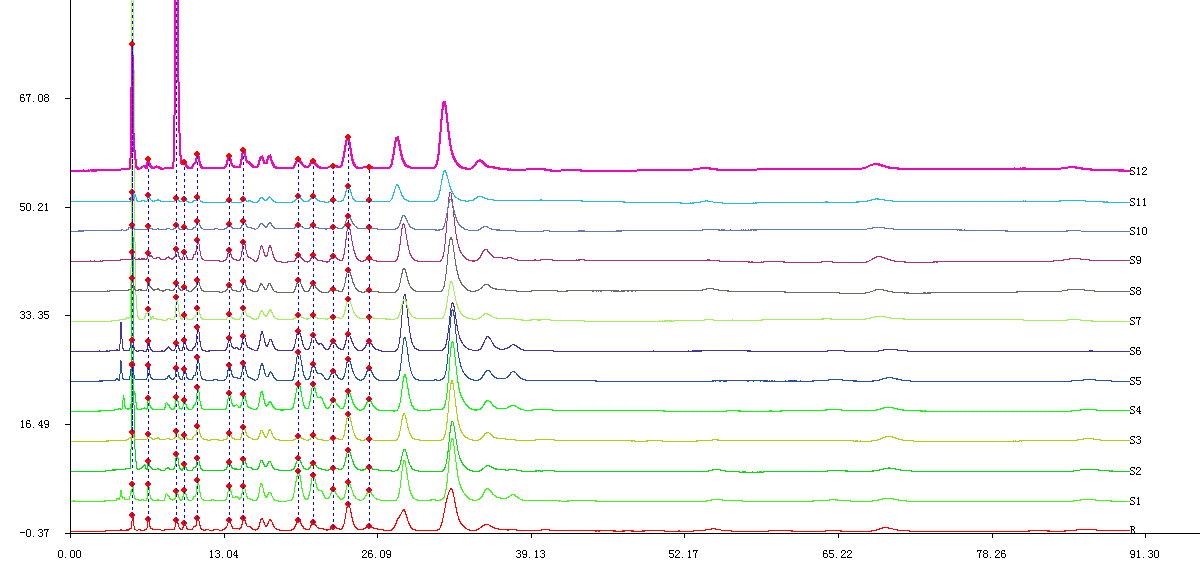 67.08
S12
50.21
S11
S10
S9
S8
33.35
S7
S6
S5
S4
16.49
S3
S2
S1
-0.37
R
0.00 13.04 26.09 39.13 52.17 65.22 78.26 91.30